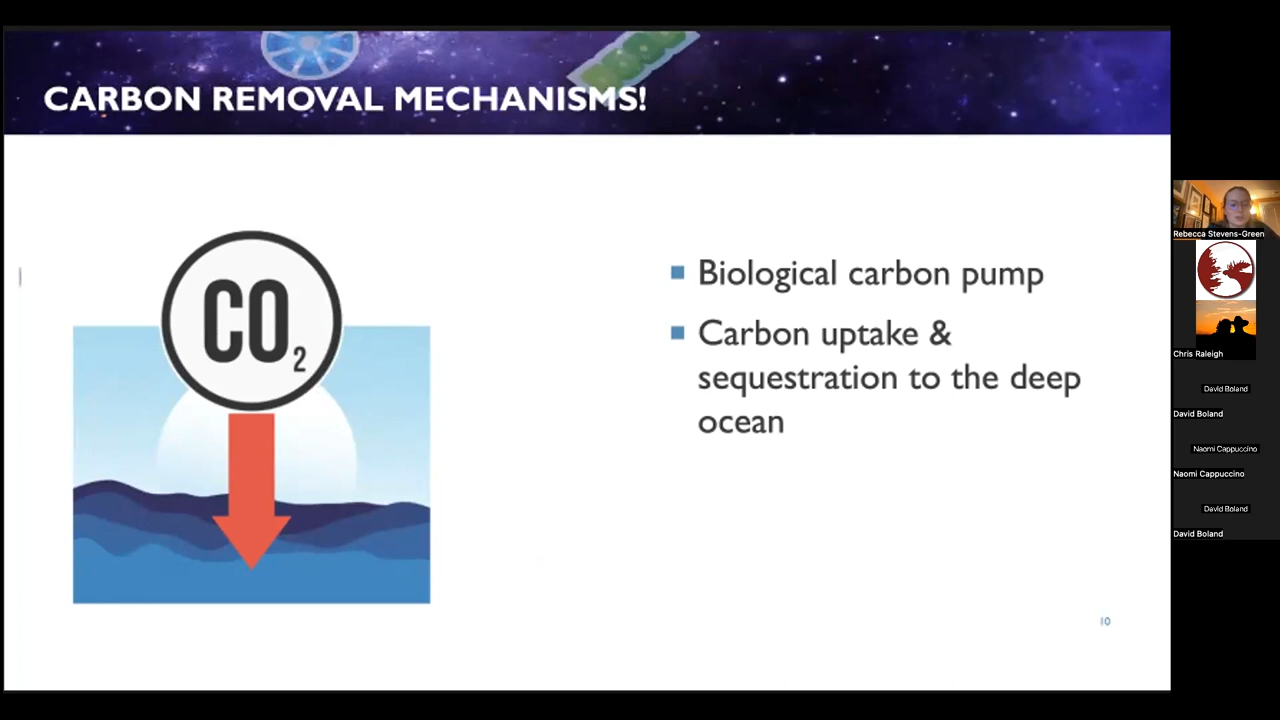 CARBON REMOVAL MECHANISMS!
CO2
Biological carbon pump
Carbon uptake &
sequestration to the deep
ocean
10
Rebecca Stevens-Green
Chris Raleigh
David Boland
David Boland
Naomi Cappuccino
Naomi Cappuccino
David Boland
David Boland